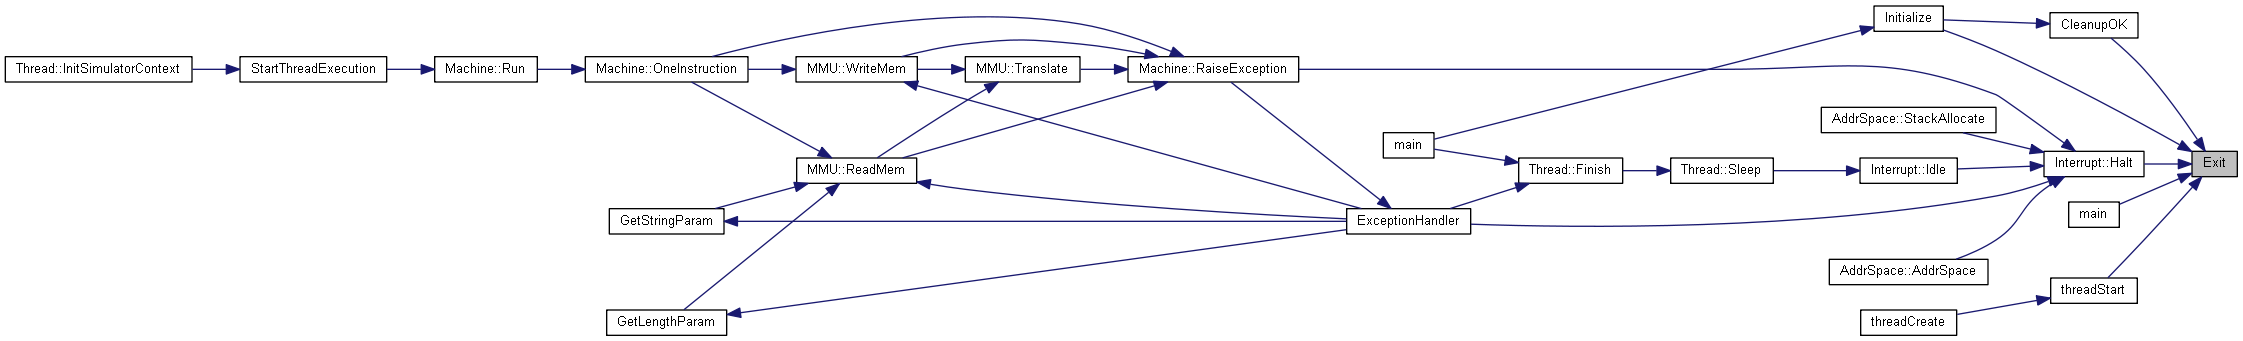 Thread::InitSimulatorContext
StartThreadExecution
Machine::Run
Machine::OneInstruction
MMU::WriteMem
MMU::Translate
Machine::RaiseException
MMU::ReadMem
GetStringParam
GetLengthParam
ExceptionHandler
main
Thread::Finish
Thread::Sleep
Interrupt::Idle
Initialize
CleanupOK
AddrSpace::StackAllocate
Interrupt::Halt
Exit
main
AddrSpace::AddrSpace
threadStart
threadCreate